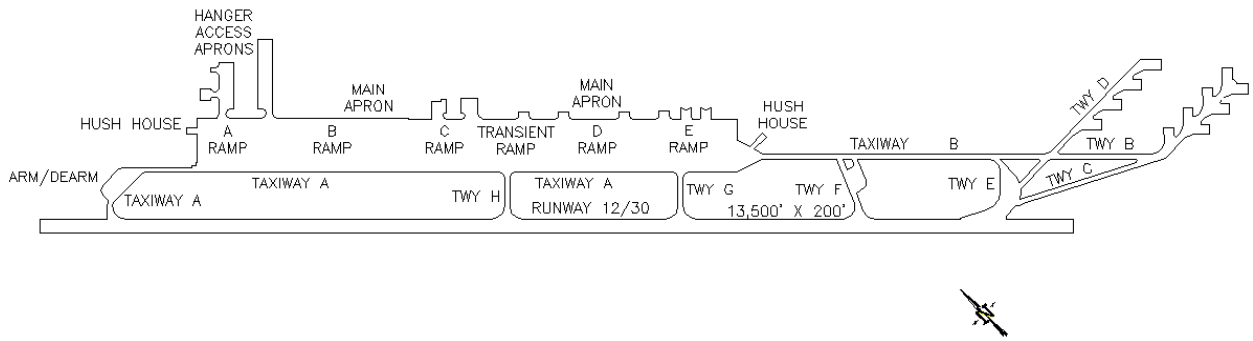 HANGER
ACCESS
APRONS
MAIN
APRON
MAIN
APRON
HUSH HOUSE
HUSH
HOUSE
A
RAMP
B
RAMP
C
RAMP
TRANSIENT
RAMP
D
RAMP
E
RAMP
TAXIWAY B
TWY D
TWY B
TWY C
ARM/DEARM
TAXIWAY A
TAXIWAY A
TWY H
TAXIWAY A
RUNWAY 12/30
TWY G
TWY F
13,500' X 200'
D
TWY E